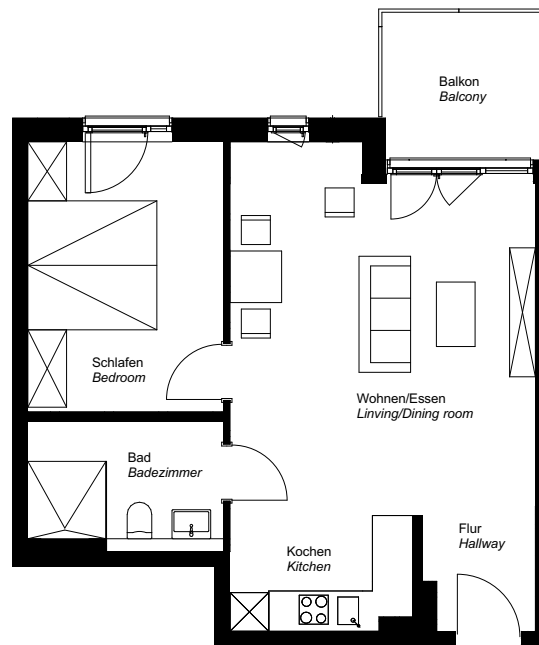 Balkon
Balcony
Schlafen
Bedroom
Wohnen/Essen
Linving/Dining room
Bad
Badezimmer
Flur
Hallway
Kochen
Kitchen